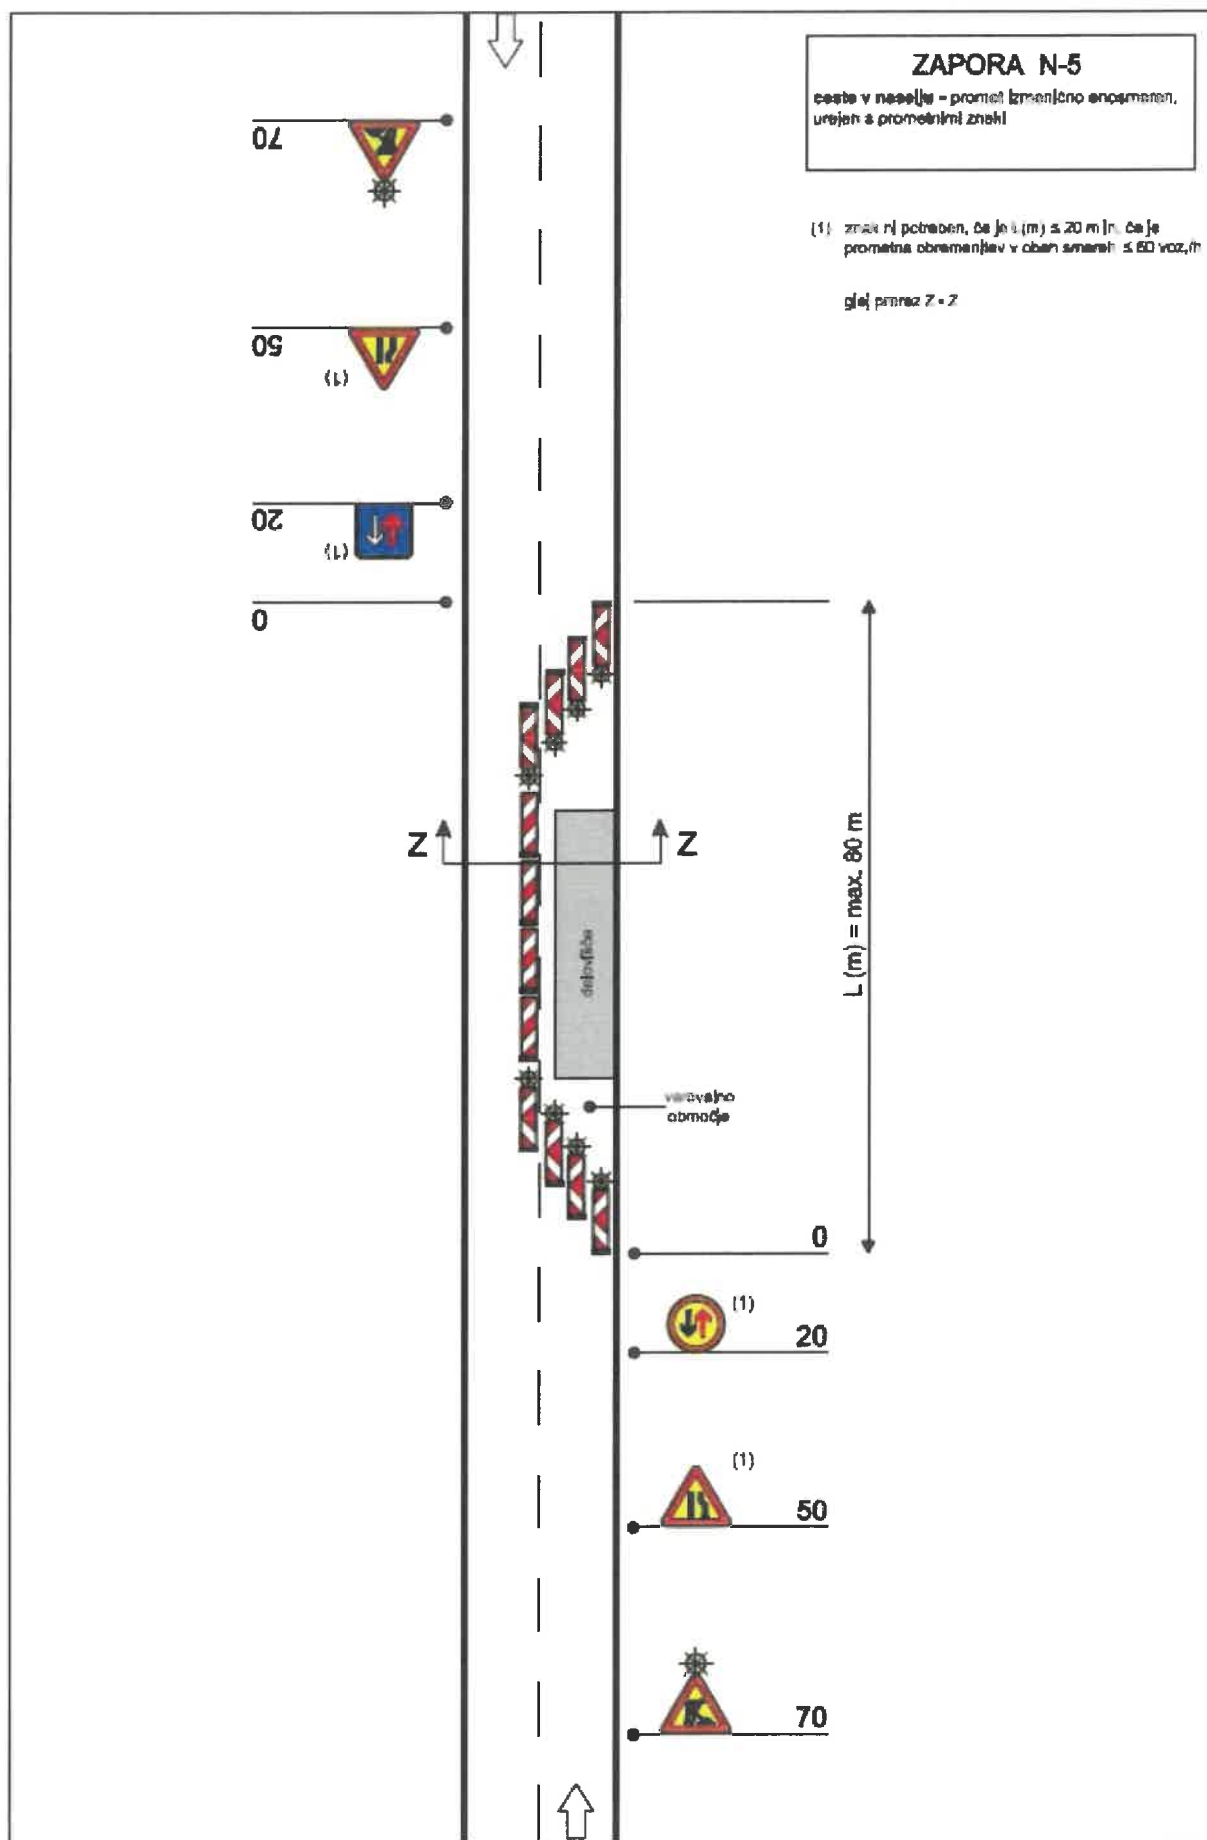 ZAPORA N-5
ceste v naselju - promet izmenično enosmeren,
urejen s prometnimi znaki
(1) znak ni potreben, če je L(m) ≤ 20 m in, če je
prometna obremenitev v obeh smereh ≤ 60 voz./h
glej prerez Z - Z
70
50
(1)
20
(1)
0
Z
Z
delovišče
L (m) = max. 80 m
varovalno
območje
0
(1)
20
(1)
50
70